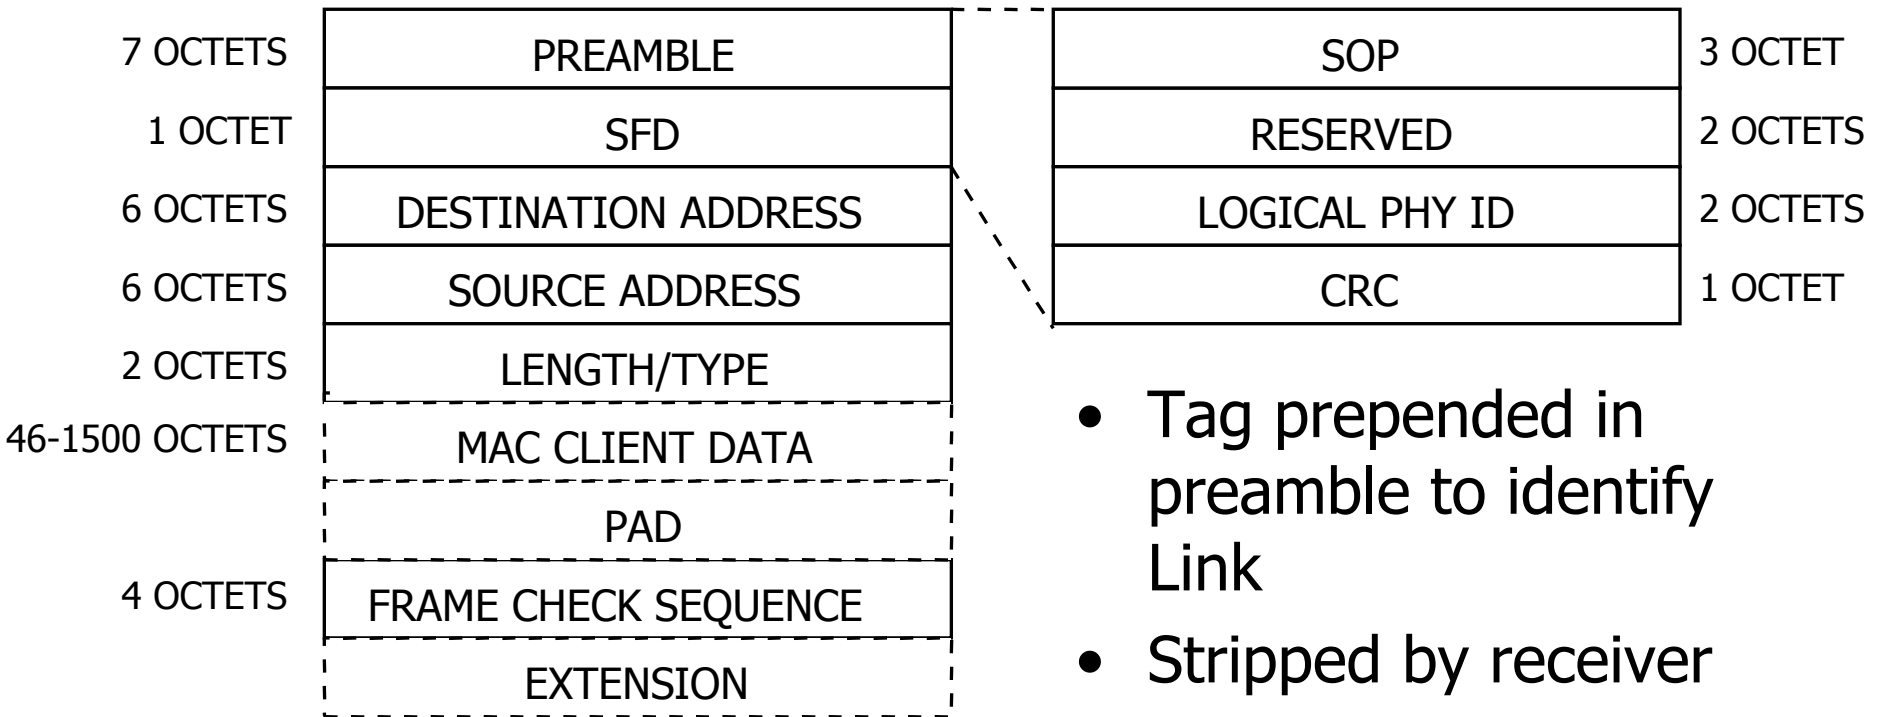 7 OCTETS PREAMBLE
1 OCTET SFD
6 OCTETS DESTINATION ADDRESS
6 OCTETS SOURCE ADDRESS
2 OCTETS LENGTH/TYPE
46-1500 OCTETS MAC CLIENT DATA
PAD
4 OCTETS FRAME CHECK SEQUENCE
EXTENSION
SOP 3 OCTET
RESERVED 2 OCTETS
LOGICAL PHY ID 2 OCTETS
CRC 1 OCTET
• Tag prepended in
preamble to identify
Link
• Stripped by receiver